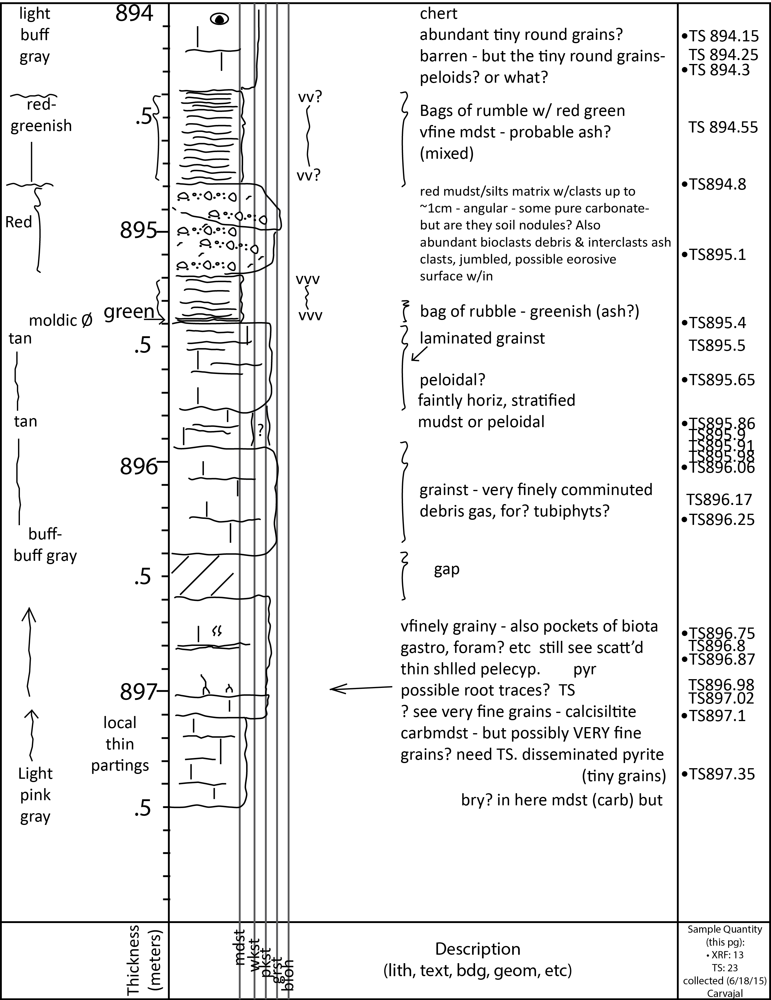 light
buff
gray
red-
greenish
Red
moldic Ø
tan
tan
buff-
buff gray
Light
pink
gray
local
thin
partings
green
894
.5
895
.5
896
.5
897
.5
?
vv?
vv?
vvv
vvv
chert
abundant tiny round grains?
barren - but the tiny round grains-
peloids? or what?
Bags of rumble w/ red green
vfine mdst - probable ash?
(mixed)
red mudst/silts matrix w/clasts up to
~1cm - angular - some pure carbonate-
but are they soil nodules? Also
abundant bioclasts debris & interclasts ash
clasts, jumbled, possible eorosive
surface w/in
bag of rubble - greenish (ash?)
laminated grainst
peloidal?
faintly horiz, stratified
mudst or peloidal
grainst - very finely comminuted
debris gas, for? tubiphyts?
gap
vfinely grainy - also pockets of biota
gastro, foram? etc still see scatt’d
thin shlled pelecyp. pyr
possible root traces? TS
? see very fine grains - calcisiltite
carbmdst - but possibly VERY fine
grains? need TS. disseminated pyrite
(tiny grains)
bry? in here mdst (carb) but
•TS 894.15
TS 894.25
•TS 894.3
TS 894.55
•TS894.8
•TS895.1
•TS895.4
TS895.5
•TS895.65
•TS895.86
TS895.9
TS895.91
TS895.98
•TS896.06
TS896.17
•TS896.25
•TS896.75
TS896.8
•TS896.87
TS896.98
TS897.02
•TS897.1
•TS897.35
Thickness
(meters)
mdst
wkst
pkst
grst
bioh
Description
(lith, text, bdg, geom, etc)
Sample Quantity
(this pg):
• XRF: 13
TS: 23
collected (6/18/15)
Carvajal